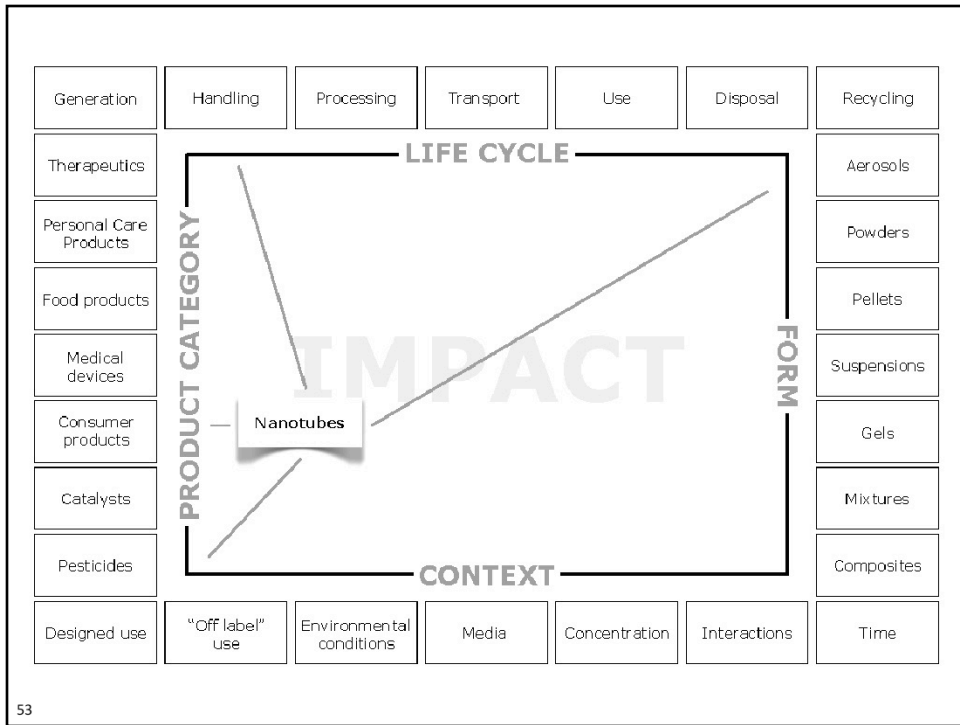 Generation
Handling
Processing
Transport
Use
Disposal
Recycling
Therapeutics
LIFE CYCLE
Aerosols
Personal Care
Products
Powders
Food products
PRODUCT CATEGORY
Pellets
IMPACT
FORM
Medical
devices
Suspensions
Consumer
products
Nanotubes
Gels
Catalysts
Mixtures
Pesticides
CONTEXT
Composites
Designed use
"Off label"
use
Environmental
conditions
Media
Concentration
Interactions
Time
53